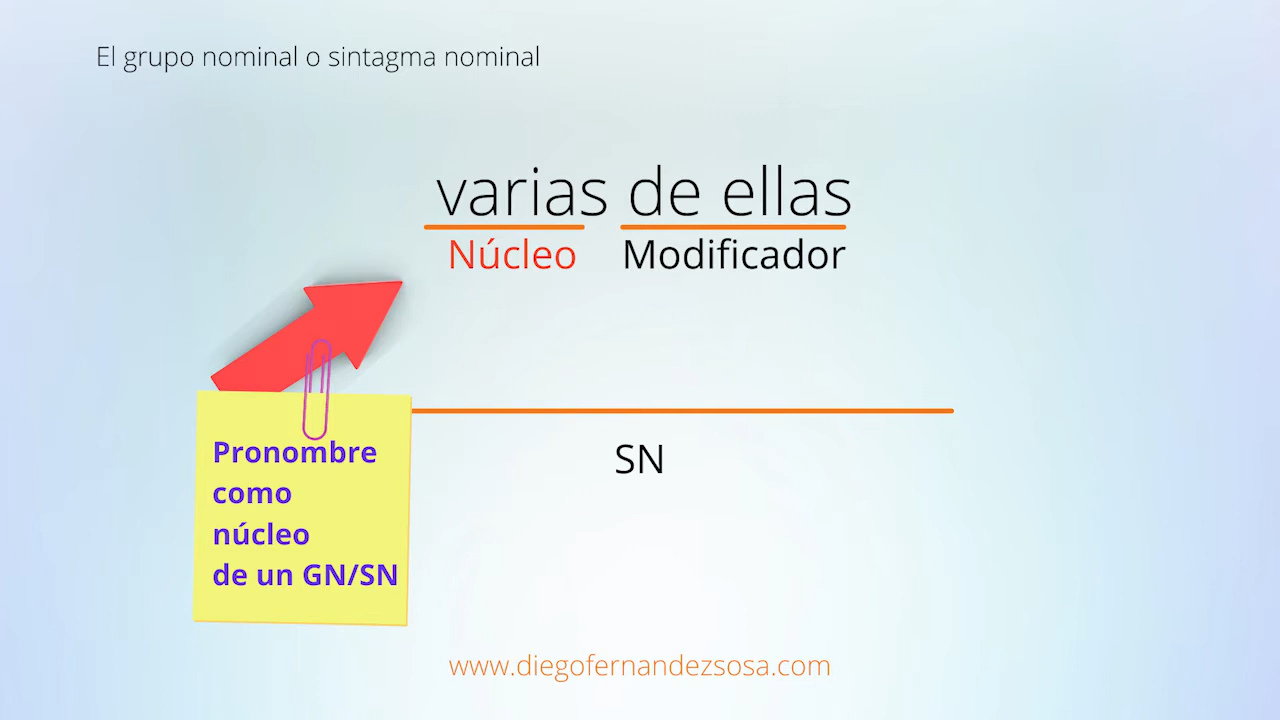 El grupo nominal o sintagma nominal
varias de ellas
Núcleo Modificador
Pronombre
como
núcleo
de un GN/SN
SN
www.diegofernandezsosa.com